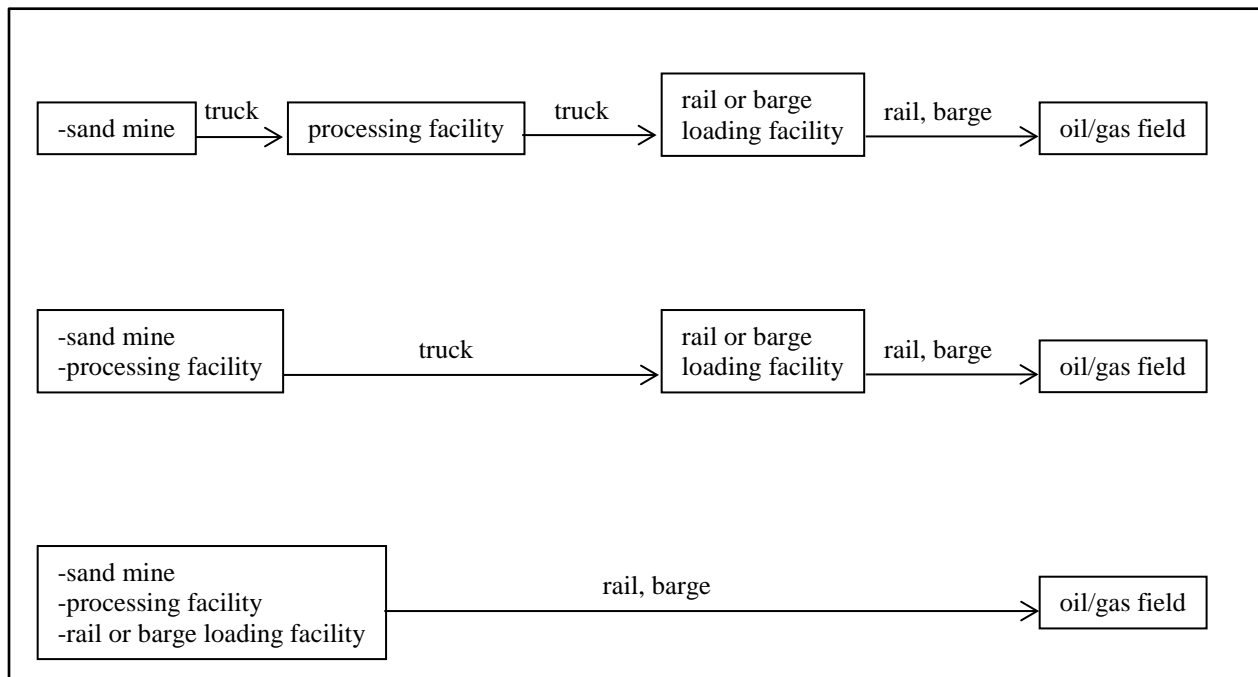 truck
truck
rail, barge
-sand mine
processing facility
rail or barge
loading facility
oil/gas field
-sand mine
-processing facility
truck
rail or barge
loading facility
rail, barge
oil/gas field
-sand mine
-processing facility
-rail or barge loading facility
rail, barge
oil/gas field